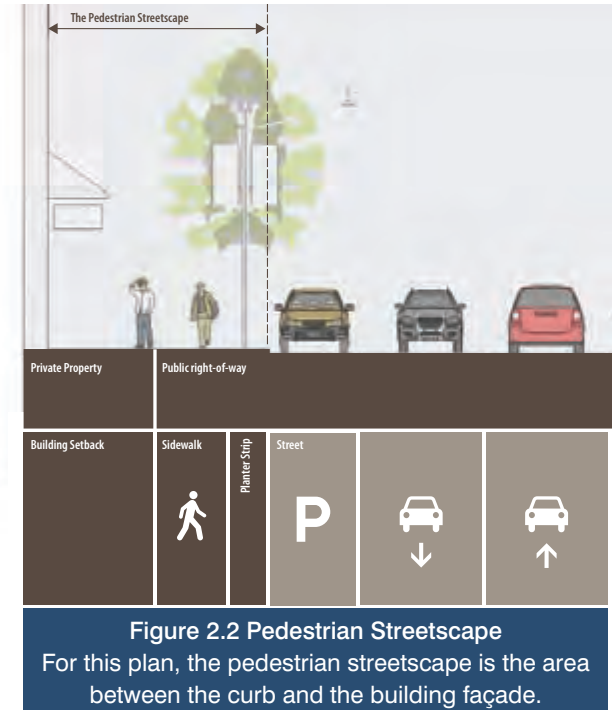 The Pedestrian Streetscape
Private Property
Public right-of-way
Building Setback
Sidewalk
Planter Strip
Street
P
Figure 2.2 Pedestrian Streetscape
For this plan, the pedestrian streetscape is the area
between the curb and the building façade.